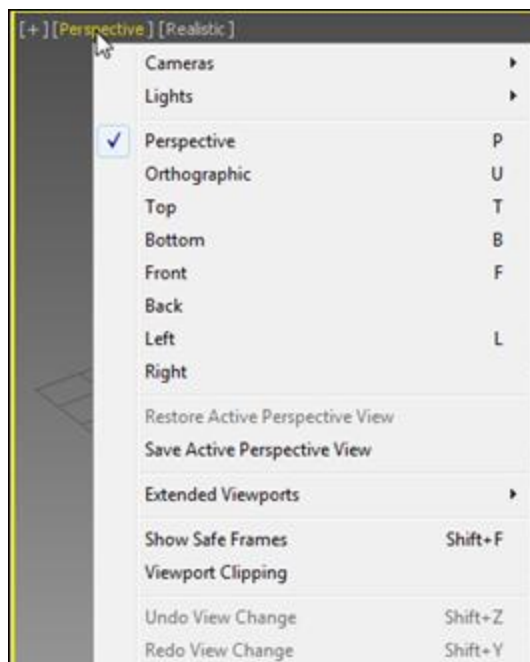 [+][Perspective][Realistic]
Cameras
Lights
Perspective P
Orthographic U
Top T
Bottom B
Front F
Back
Left L
Right
Restore Active Perspective View
Save Active Perspective View
Extended Viewports
Show Safe Frames Shift+F
Viewport Clipping
Undo View Change Shift+Z
Redo View Change Shift+Y